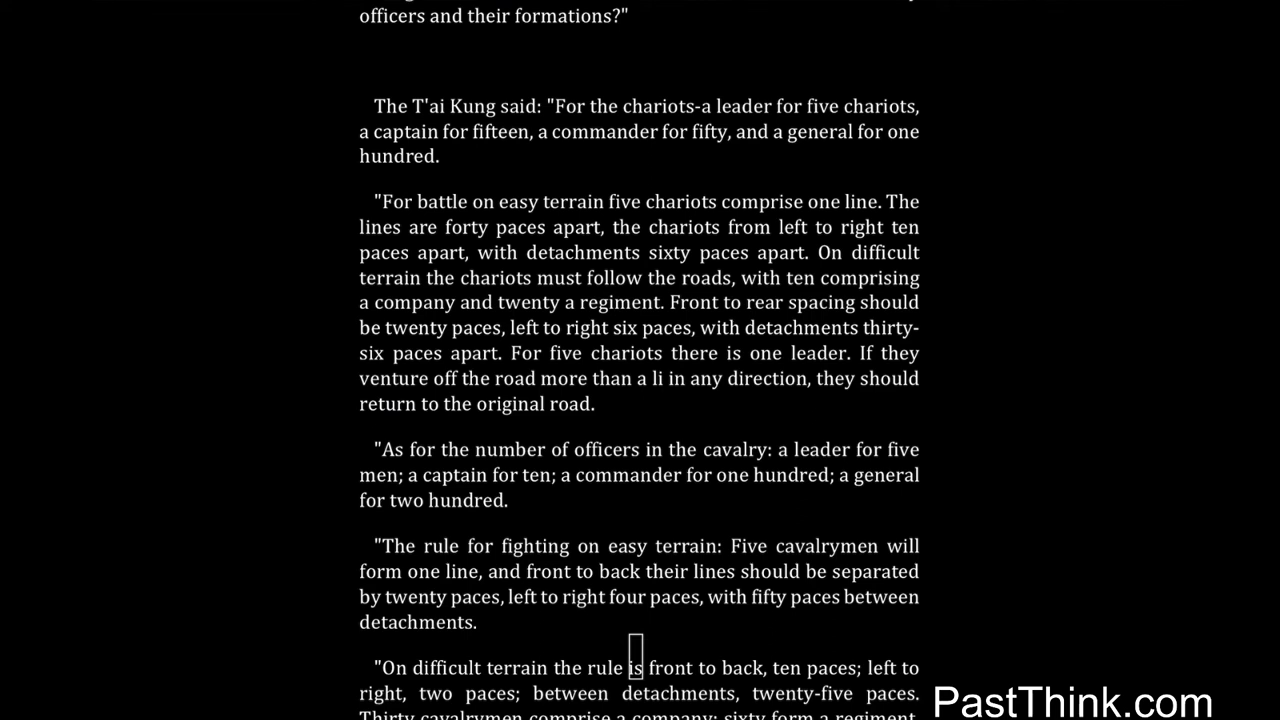 officers and their formations?"
The T'ai Kung said: "For the chariots-a leader for five chariots,
a captain for fifteen, a commander for fifty, and a general for one
hundred.
"For battle on easy terrain five chariots comprise one line. The
lines are forty paces apart, the chariots from left to right ten
paces apart, with detachments sixty paces apart. On difficult
terrain the chariots must follow the roads, with ten comprising
a company and twenty a regiment. Front to rear spacing should
be twenty paces, left to right six paces, with detachments thirty-
six paces apart. For five chariots there is one leader. If they
venture off the road more than a li in any direction, they should
return to the original road.
"As for the number of officers in the cavalry: a leader for five
men; a captain for ten; a commander for one hundred; a general
for two hundred.
"The rule for fighting on easy terrain: Five cavalrymen will
form one line, and front to back their lines should be separated
by twenty paces, left to right four paces, with fifty paces between
detachments.
"On difficult terrain the rule is front to back, ten paces; left to
right, two paces; between detachments, twenty-five paces.
Thirty cavalrymen comprise a company; sixty form a regiment.
PastThink.com